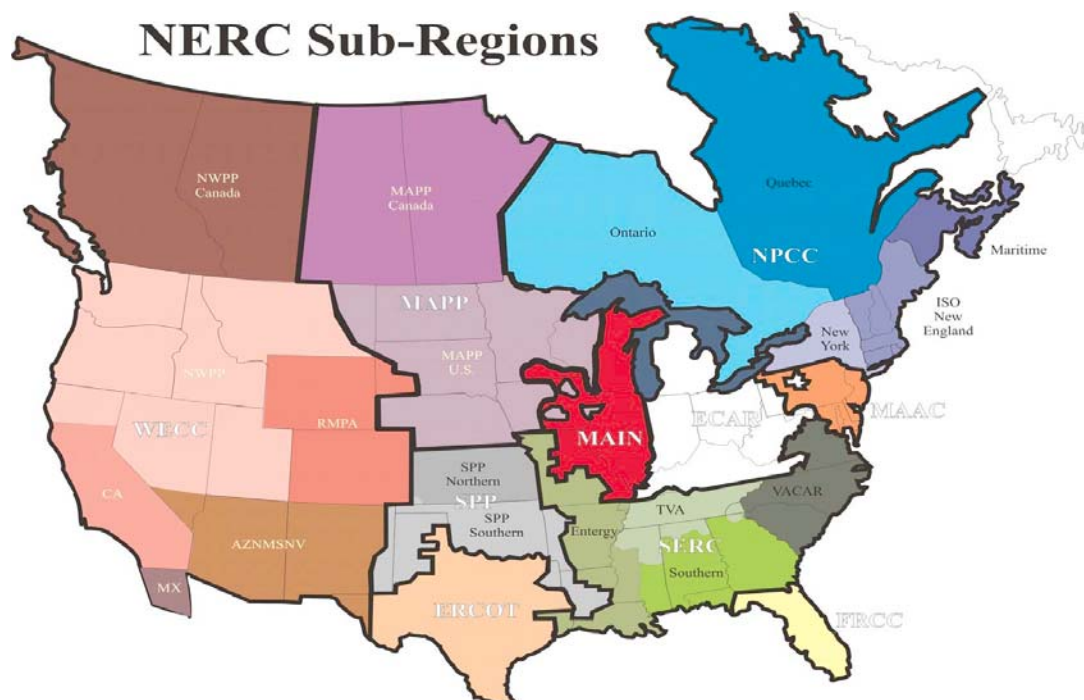 NERC Sub-Regions
NWPP
Canada
MAPP
Canada
Quebec
Ontario
NPCC
Maritime
MAPP
ISO
New
England
New
York
MAPP
U.S.
NWPP
RMPA
WECC
MAIN
ECAR
MAAC
SPP
Northern
SPP
SPP
Southern
CA
AZNMSNV
MX
ERCOT
Entergy
TVA
VACAR
SERC
Southern
FRCC